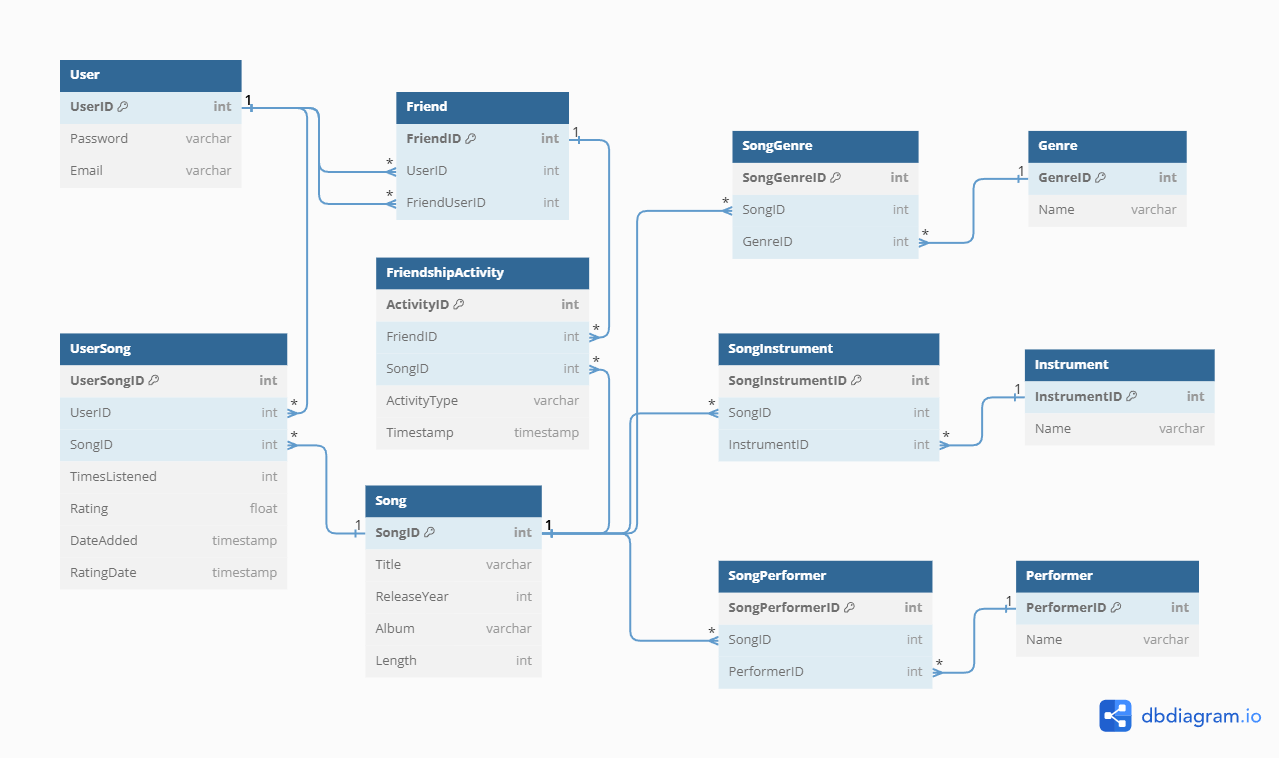 User
UserID int
Password varchar
Email varchar
1
Friend
FriendID int
* UserID int
* FriendUserID int
1
SongGenre
SongGenreID int
* SongID int
GenreID int *
Genre
1 GenreID int
Name varchar
FriendshipActivity
ActivityID int
FriendID int *
SongID int *
ActivityType varchar
Timestamp timestamp
UserSong
UserSongID int
UserID int *
SongID int *
TimesListened int
Rating float
DateAdded timestamp
RatingDate timestamp
SongInstrument
SongInstrumentID int
* SongID int
InstrumentID int *
Instrument
1 InstrumentID int
Name varchar
Song
1 SongID int 1
Title varchar
ReleaseYear int
Album varchar
Length int
SongPerformer
SongPerformerID int
* SongID int
PerformerID int *
Performer
1 PerformerID int
Name varchar
dbdiagram.io